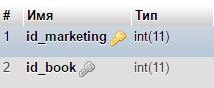 # Имя Тип
1 id_marketing int(11)
2 id_book int(11)